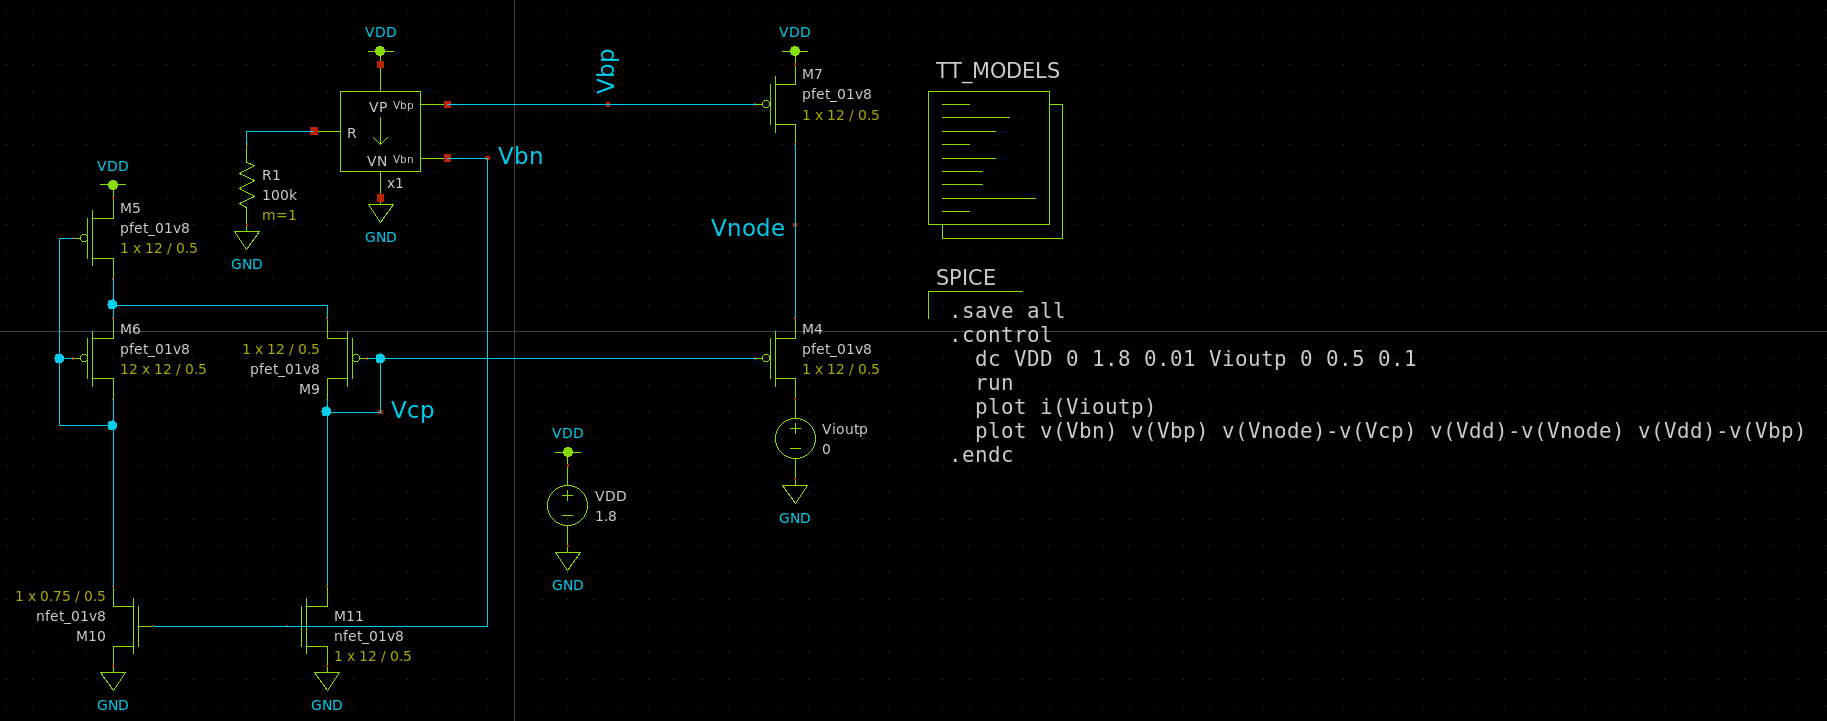 VDD
VP Vbp
R
VN Vbn
x1
GND
R1
100k
m=1
GND
Vbp
Vbn
VDD
M5
pfet_01v8
1 x 12 / 0.5
M6
pfet_01v8
12 x 12 / 0.5
1 x 12 / 0.5
pfet_01v8
M9
Vcp
1 x 0.75 / 0.5
nfet_01v8
M10
GND
M11
nfet_01v8
1 x 12 / 0.5
GND
VDD
VDD
1.8
GND
VDD
M7
pfet_01v8
1 x 12 / 0.5
Vnode
M4
pfet_01v8
1 x 12 / 0.5
Vioutp
0
GND
TT_MODELS
SPICE
.save all
.control
dc VDD 0 1.8 0.01 Vioutp 0 0.5 0.1
run
plot i(Vioutp)
plot v(Vbn) v(Vbp) v(Vnode)-v(Vcp) v(Vdd)-v(Vnode) v(Vdd)-v(Vbp)
.endc